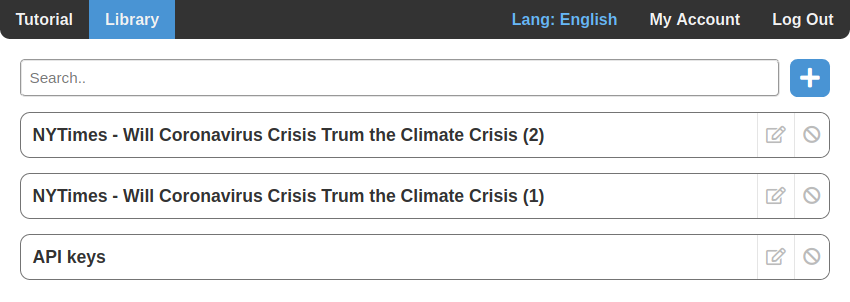 Tutorial Library Lang: English My Account Log Out
Search..
NYTimes - Will Coronavirus Crisis Trum the Climate Crisis (2)
NYTimes - Will Coronavirus Crisis Trum the Climate Crisis (1)
API keys